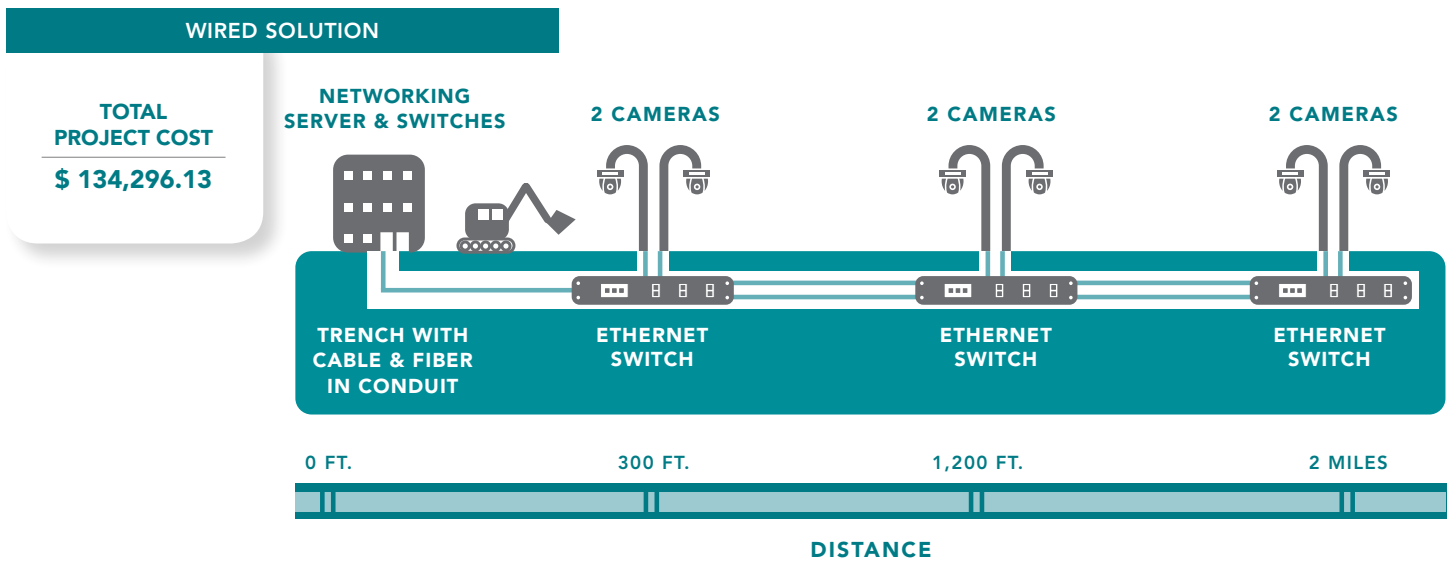 WIRED SOLUTION
TOTAL
PROJECT COST
$ 134,296.13
NETWORKING
SERVER & SWITCHES
2 CAMERAS
2 CAMERAS
2 CAMERAS
TRENCH WITH
CABLE & FIBER
IN CONDUIT
ETHERNET
SWITCH
ETHERNET
SWITCH
ETHERNET
SWITCH
0 FT.
300 FT.
1,200 FT.
2 MILES
DISTANCE